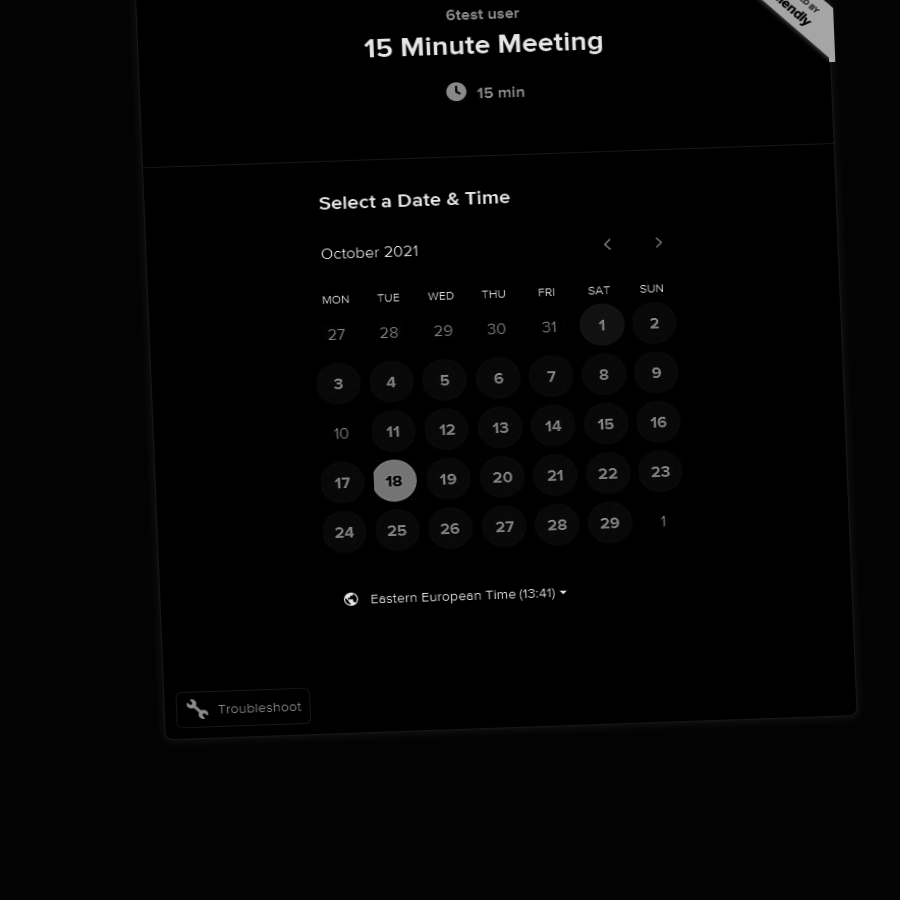 6test user
15 Minute Meeting
15 min
Select a Date & Time
October 2021
MON TUE WED THU FRI SAT SUN
27 28 29 30 31 1 2
3 4 5 6 7 8 9
10 11 12 13 14 15 16
17 18 19 20 21 22 23
24 25 26 27 28 29 1
Eastern European Time (13:41)
Troubleshoot